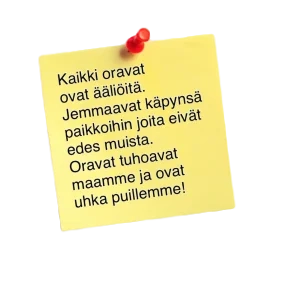 Kaikki oravat
ovat ääliöitä.
Jemmaavat käpynsä
paikkoihin joita eivät
edes muista.
Oravat tuhoavat
maamme ja ovat
uhka puillemme!